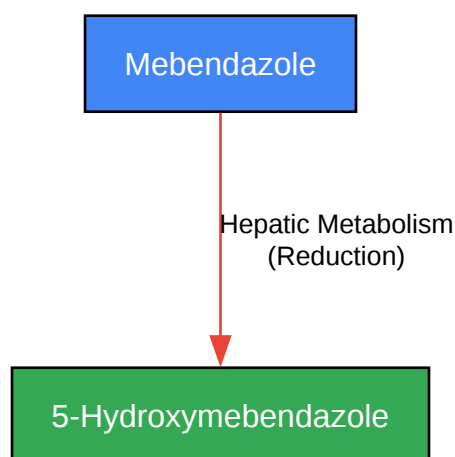 Mebendazole
Hepatic Metabolism
(Reduction)
5-Hydroxymebendazole